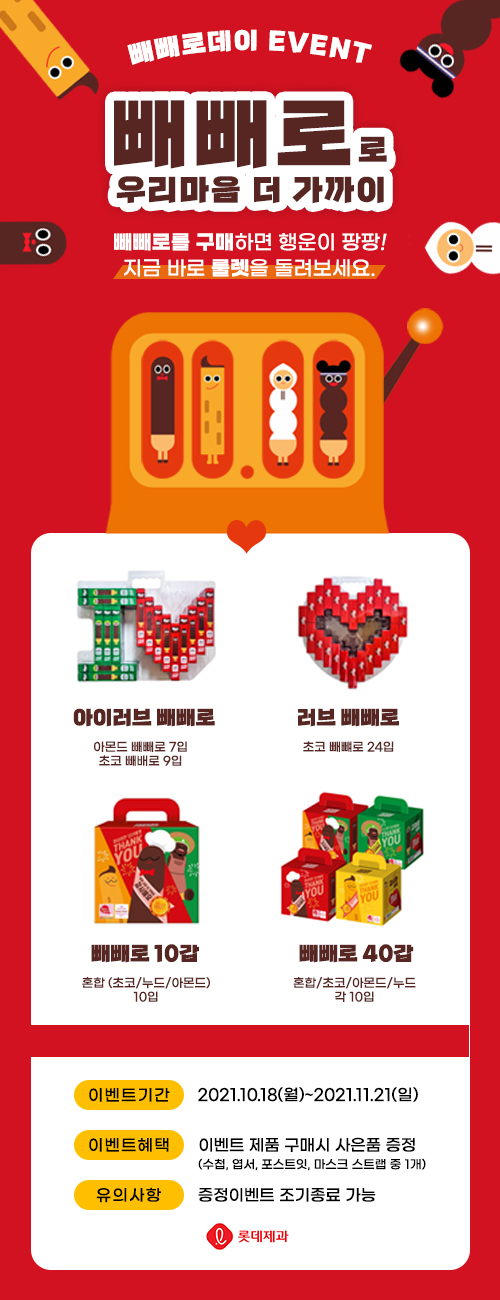 빼빼로데이 EVENT
빼빼로로
우리마음 더 가까이
빼빼로를 구매하면 행운이 팡팡!
지금 바로 룰렛을 돌려보세요.
아이러브 빼빼로
아몬드 빼빼로 7입
초코 빼배로 9입
러브 빼빼로
초코 빼빼로 24입
THANK YOU
THANK YOU
THANK YOU
THANK YOU
빼빼로 10갑
혼합 (초코/누드/아몬드)
10입
빼빼로 40갑
혼합/초코/아몬드/누드
각 10입
이벤트기간 2021.10.18(월)~2021.11.21(일)
이벤트혜택 이벤트 제품 구매시 사은품 증정
(수첩, 엽서, 포스트잇, 마스크 스트랩 중 1개)
유의사항 증정이벤트 조기종료 가능
롯데제과